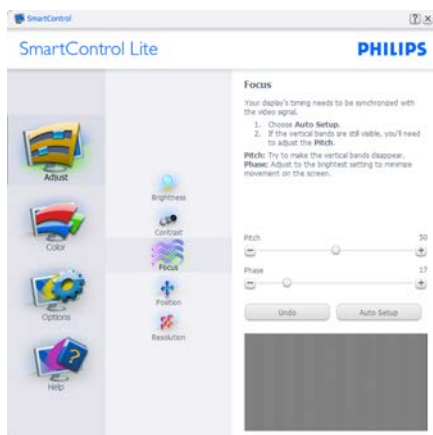 SmartControl
SmartControl Lite
PHILIPS
Adjust
Color
Options
Help
Brightness
Contrast
Focus
Position
Resolution
Focus
Your display's timing needs to be synchronized with
the video signal.
1. Choose Auto Setup.
2. If the vertical bands are still visible, you'll need
to adjust the Pitch.
Pitch: Try to make the vertical bands disappear.
Phase: Adjust to the brightest setting to minimize
movement on the screen.
Pitch 50
Phase 17
Undo Auto Setup